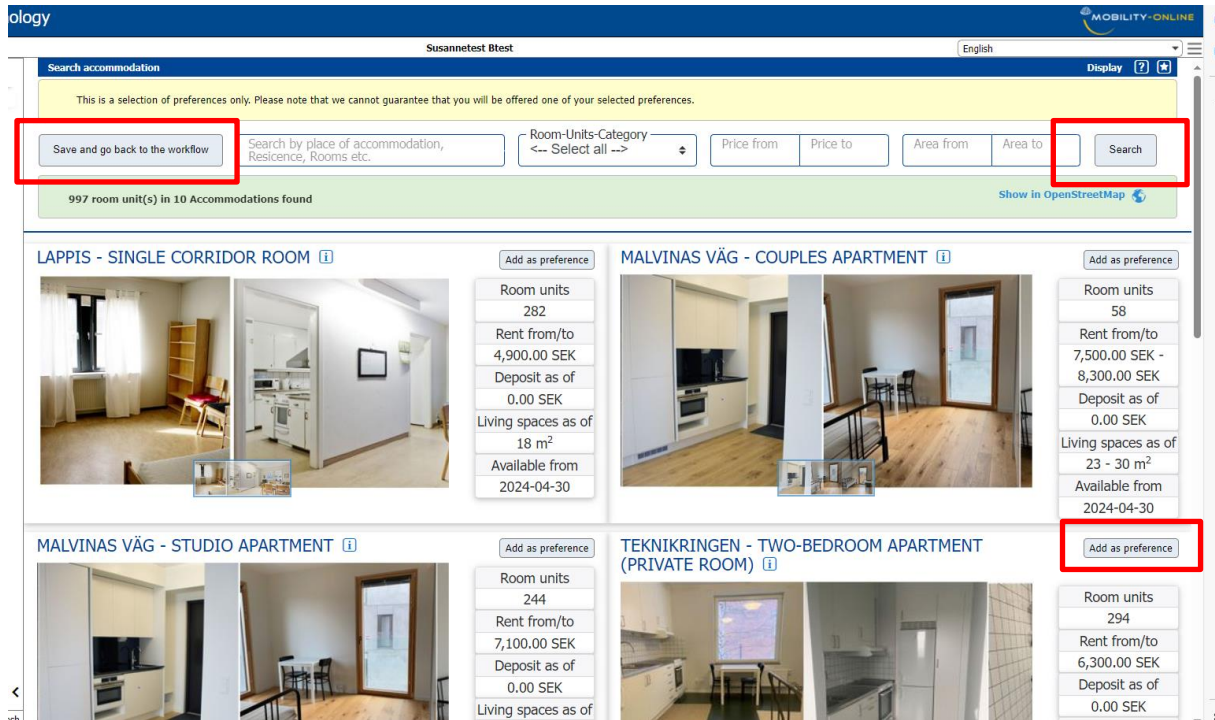 ology
MOBILITY-ONLINE
Susannetest Btest
English
Search accommodation
Display ?
This is a selection of preferences only. Please note that we cannot guarantee that you will be offered one of your selected preferences.
Save and go back to the workflow
Search by place of accommodation,
Resicence, Rooms etc.
Room-Units-Category
<-- Select all-->
Price from
Price to
Area from
Area to
Search
997 room unit(s) in 10 Accommodations found
Show in OpenStreetMap
LAPPIS - SINGLE CORRIDOR ROOM i
Add as preference
Room units
282
Rent from/to
4,900.00 SEK
Deposit as of
0.00 SEK
Living spaces as of
18 m²
Available from
2024-04-30
MALVINAS VÄG - COUPLES APARTMENT i
Add as preference
Room units
58
Rent from/to
7,500.00 SEK -
8,300.00 SEK
Deposit as of
0.00 SEK
Living spaces as of
23 - 30 m²
Available from
2024-04-30
MALVINAS VÄG - STUDIO APARTMENT i
Add as preference
Room units
244
Rent from/to
7,100.00 SEK
Deposit as of
0.00 SEK
Living spaces as of
TEKNIKRINGEN - TWO-BEDROOM APARTMENT
(PRIVATE ROOM) i
Add as preference
Room units
294
Rent from/to
6,300.00 SEK
Deposit as of
0.00 SEK